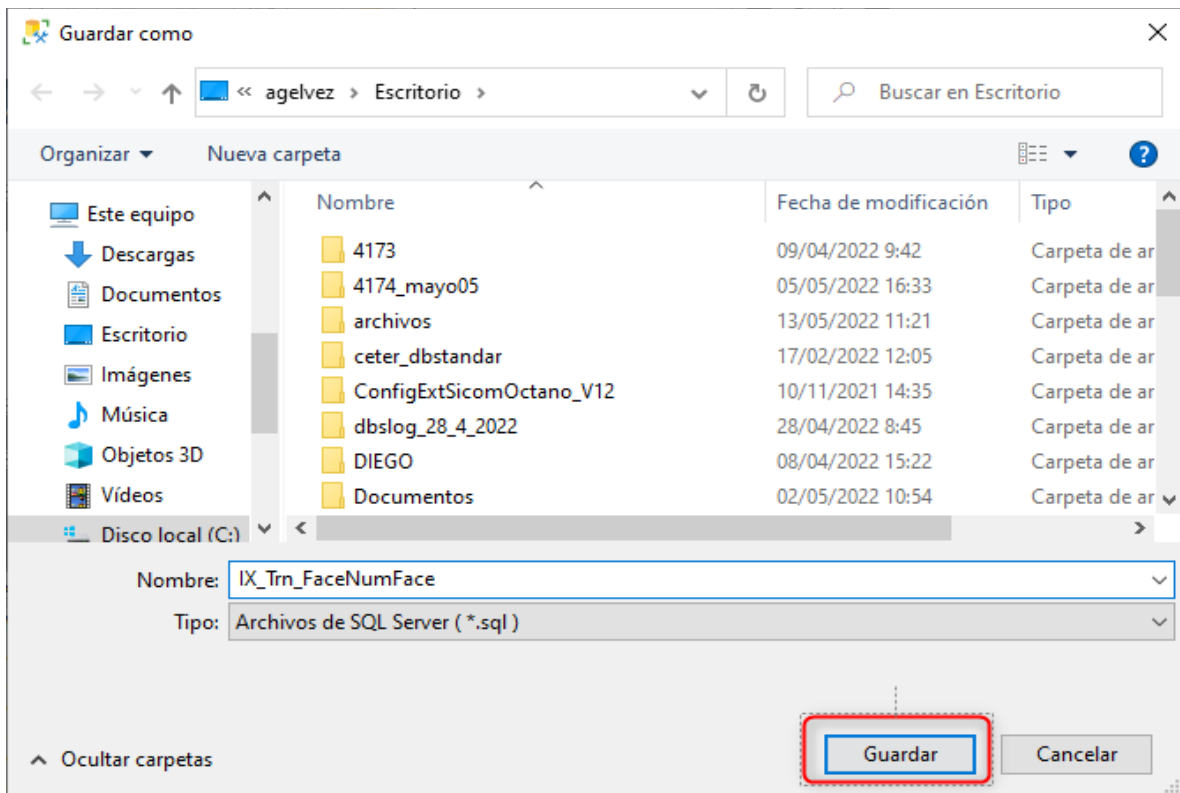 Guardar como
« agelvez › Escritorio ›
Buscar en Escritorio
Organizar
Nueva carpeta
?
Este equipo
Descargas
Documentos
Escritorio
Imágenes
Música
Objetos 3D
Vídeos
Disco local (C:)
Nombre Fecha de modificación Tipo
4173 09/04/2022 9:42 Carpeta de ar
4174_mayo05 05/05/2022 16:33 Carpeta de ar
archivos 13/05/2022 11:21 Carpeta de ar
ceter_dbstandar 17/02/2022 12:05 Carpeta de ar
ConfigExtSicomOctano_V12 10/11/2021 14:35 Carpeta de ar
dbslog_28_4_2022 28/04/2022 8:45 Carpeta de ar
DIEGO 08/04/2022 15:22 Carpeta de ar
Documentos 02/05/2022 10:54 Carpeta de ar
Nombre: IX_Trn_FaceNumFace
Tipo: Archivos de SQL Server ( *.sql )
Ocultar carpetas
Guardar
Cancelar